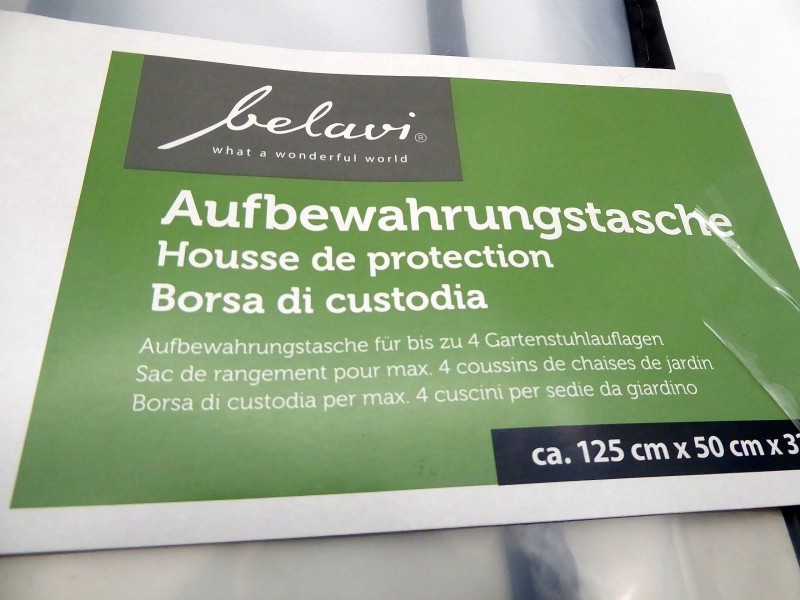 belavi®
what a wonderful world
Aufbewahrungstasche
Housse de protection
Borsa di custodia
Aufbewahrungstasche für bis zu 4 Gartenstuhlauflagen
Sac de rangement pour max. 4 coussins de chaises de jardin
Borsa di custodia per max. 4 cuscini per sedie da giardino
ca. 125 cm x 50 cm x